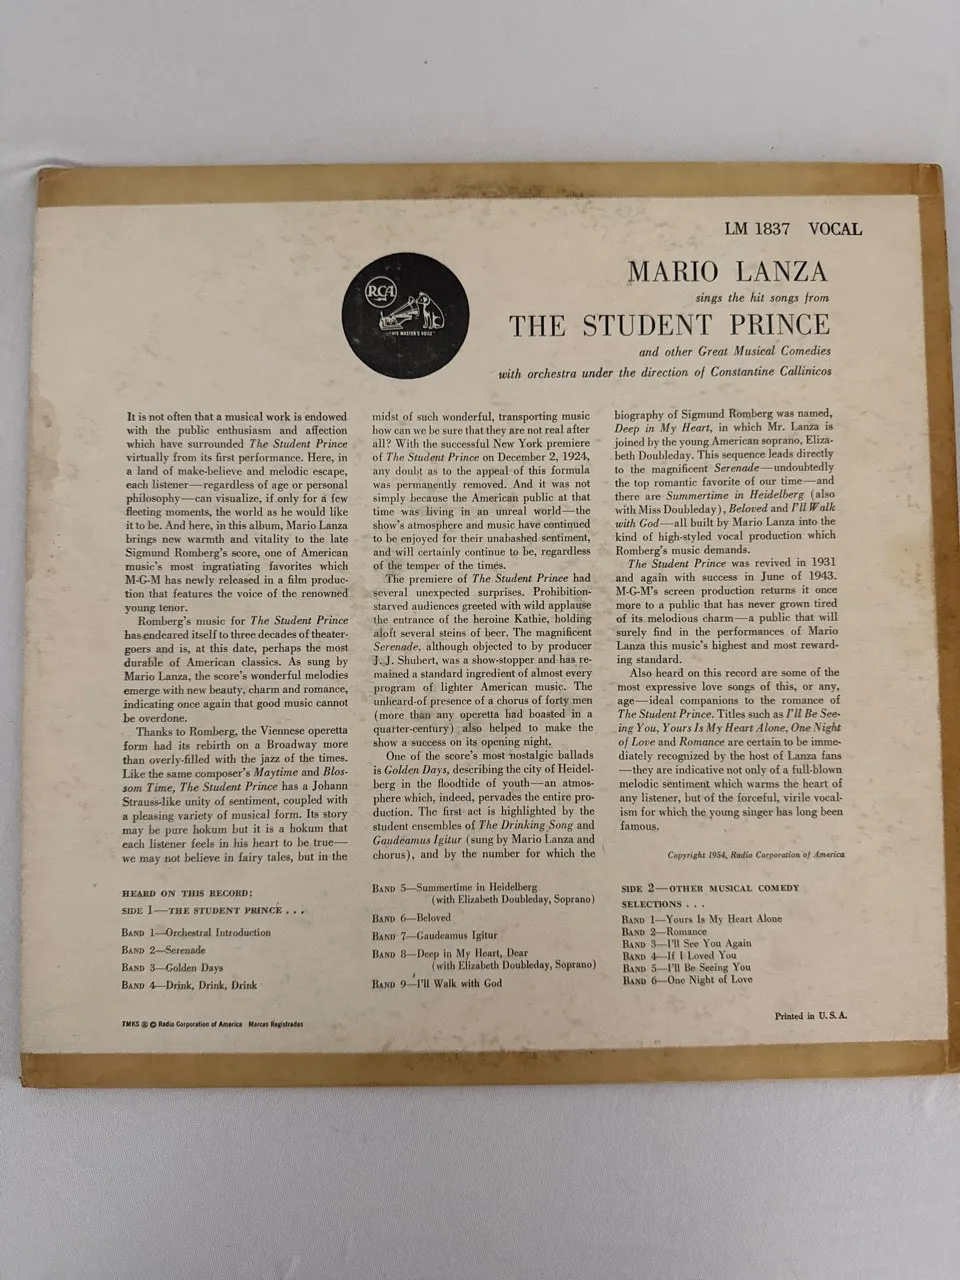 LM 1837 VOCAL
MARIO LANZA
sings the hit songs from
THE STUDENT PRINCE
and other Great Musical Comedies
with orchestra under the direction of Constantine Callinicos
RCA
"HIS MASTER'S VOICE"
It is not often that a musical work is endowed
with the public enthusiasm and affection
which have surrounded The Student Prince
virtually from its first performance. Here, in
a land of make-believe and melodic escape,
each listener—regardless of age or personal
philosophy—can visualize, if only for a few
fleeting moments, the world as he would like
it to be. And here, in this album, Mario Lanza
brings new warmth and vitality to the late
Sigmund Romberg's score, one of American
music's most ingratiating favorites which
M-G-M has newly released in a film produc-
tion that features the voice of the renowned
young tenor.
Romberg's music for The Student Prince
has endeared itself to three decades of theater-
goers and is, at this date, perhaps the most
durable of American classics. As sung by
Mario Lanza, the score's wonderful melodies
emerge with new beauty, charm and romance,
indicating once again that good music cannot
be overdone.
Thanks to Romberg, the Viennese operetta
form had its rebirth on a Broadway more
than overly-filled with the jazz of the times.
Like the same composer's Maytime and Blos-
som Time, The Student Prince has a Johann
Strauss-like unity of sentiment, coupled with
a pleasing variety of musical form. Its story
may be pure hokum but it is a hokum that
each listener feels in his heart to be true—
we may not believe in fairy tales, but in the
midst of such wonderful, transporting music
how can we be sure that they are not real after
all? With the successful New York premiere
of The Student Prince on December 2, 1924,
any doubt as to the appeal of this formula
was permanently removed. And it was not
simply because the American public at that
time was living in an unreal world—the
show's atmosphere and music have continued
to be enjoyed for their unabashed sentiment,
and will certainly continue to be, regardless
of the temper of the times.
The premiere of The Student Prince had
several unexpected surprises. Prohibition-
starved audiences greeted with wild applause
the entrance of the heroine Kathie, holding
aloft several steins of beer. The magnificent
Serenade, although objected to by producer
J. J. Shubert, was a show-stopper and has re-
mained a standard ingredient of almost every
program of lighter American music. The
unheard-of presence of a chorus of forty men
(more than any operetta had boasted in a
quarter-century) also helped to make the
show a success on its opening night.
One of the score's most nostalgic ballads
is Golden Days, describing the city of Heidel-
berg in the floodtide of youth—an atmos-
phere which, indeed, pervades the entire pro-
duction. The first act is highlighted by the
student ensembles of The Drinking Song and
Gaudeamus Igitur (sung by Mario Lanza and
chorus), and by the number for which the
biography of Sigmund Romberg was named,
Deep in My Heart, in which Mr. Lanza is
joined by the young American soprano, Eliza-
beth Doubleday. This sequence leads directly
to the magnificent Serenade—undoubtedly
the top romantic favorite of our time—and
there are Summertime in Heidelberg (also
with Miss Doubleday), Beloved and I'll Walk
with God—all built by Mario Lanza into the
kind of high-styled vocal production which
Romberg's music demands.
The Student Prince was revived in 1931
and again with success in June of 1943.
M-G-M's screen production returns it once
more to a public that has never grown tired
of its melodious charm—a public that will
surely find in the performances of Mario
Lanza this music's highest and most reward-
ing standard.
Also heard on this record are some of the
most expressive love songs of this, or any,
age—ideal companions to the romance of
The Student Prince. Titles such as I'll Be See-
ing You, Yours Is My Heart Alone, One Night
of Love and Romance are certain to be imme-
diately recognized by the host of Lanza fans
—they are indicative not only of a full-blown
melodic sentiment which warms the heart of
any listener, but of the forceful, virile vocal-
ism for which the young singer has long been
famous.
Copyright 1954, Radio Corporation of America
HEARD ON THIS RECORD:
SIDE 1—THE STUDENT PRINCE . . .
BAND 1—Orchestral Introduction
BAND 2—Serenade
BAND 3—Golden Days
BAND 4—Drink, Drink, Drink
BAND 5—Summertime in Heidelberg
(with Elizabeth Doubleday, Soprano)
BAND 6—Beloved
BAND 7—Gaudeamus Igitur
BAND 8—Deep in My Heart, Dear
(with Elizabeth Doubleday, Soprano)
BAND 9—I'll Walk with God
SIDE 2—OTHER MUSICAL COMEDY
SELECTIONS . . .
BAND 1—Yours Is My Heart Alone
BAND 2—Romance
BAND 3—I'll See You Again
BAND 4—If I Loved You
BAND 5—I'll Be Seeing You
BAND 6—One Night of Love
TMKS ® © Radio Corporation of America Marcas Registradas
Printed in U. S. A.